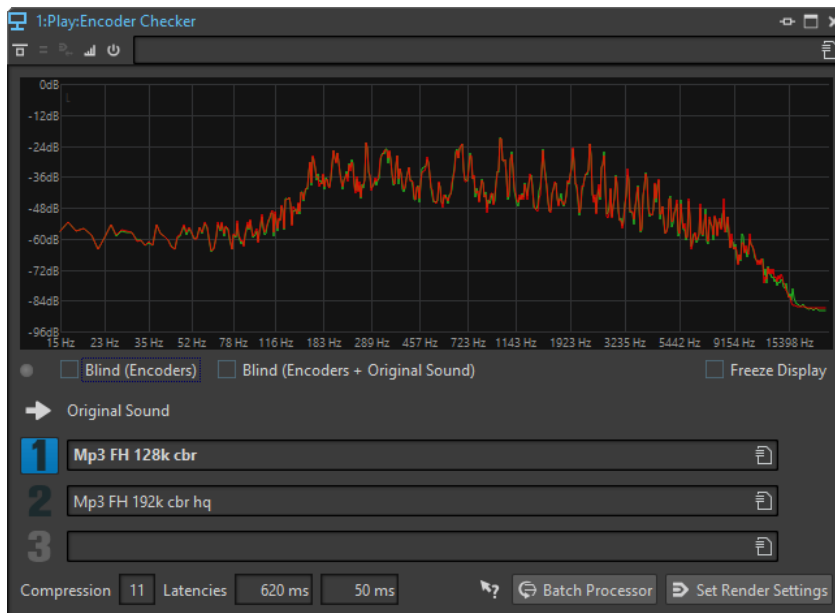 1:Play:Encoder Checker
0dB
-12dB
-24dB
-36dB
-48dB
-60dB
-72dB
-84dB
-96dB
15 Hz 23 Hz 35 Hz 52 Hz 78 Hz 116 Hz 183 Hz 289 Hz 457 Hz 723 Hz 1143 Hz 1923 Hz 3235 Hz 5442 Hz 9154 Hz 15398 Hz
Blind (Encoders) Blind (Encoders + Original Sound) Freeze Display
Original Sound
1 Mp3 FH 128k cbr
2 Mp3 FH 192k cbr hq
3
Compression 11 Latencies 620 ms 50 ms ? Batch Processor Set Render Settings